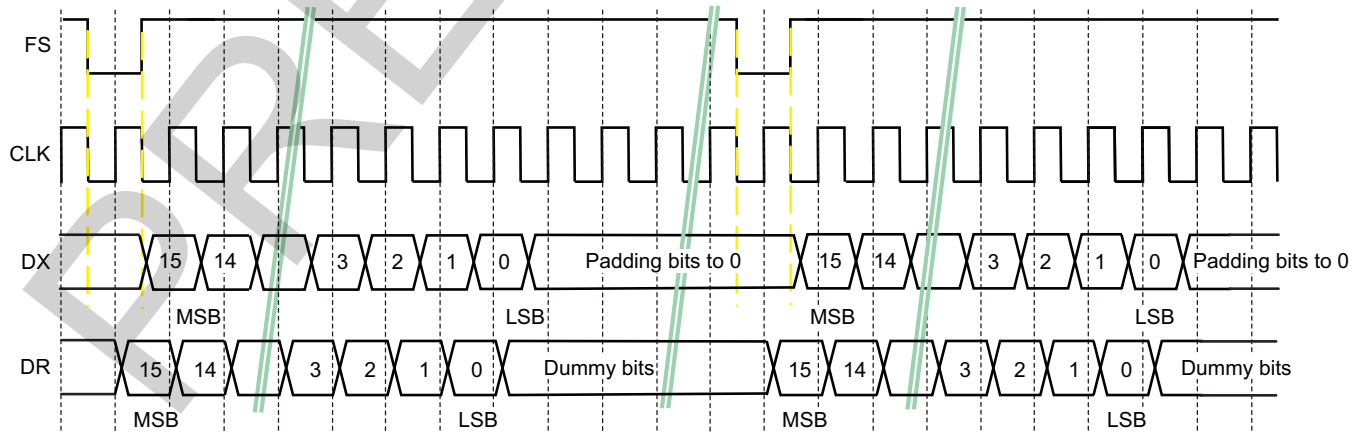 FS
CLK
DX 15 14 3 2 1 0 Padding bits to 0 15 14 3 2 1 0 Padding bits to 0
MSB LSB MSB LSB
DR 15 14 3 2 1 0 Dummy bits 15 14 3 2 1 0 Dummy bits
MSB LSB MSB LSB
PRE